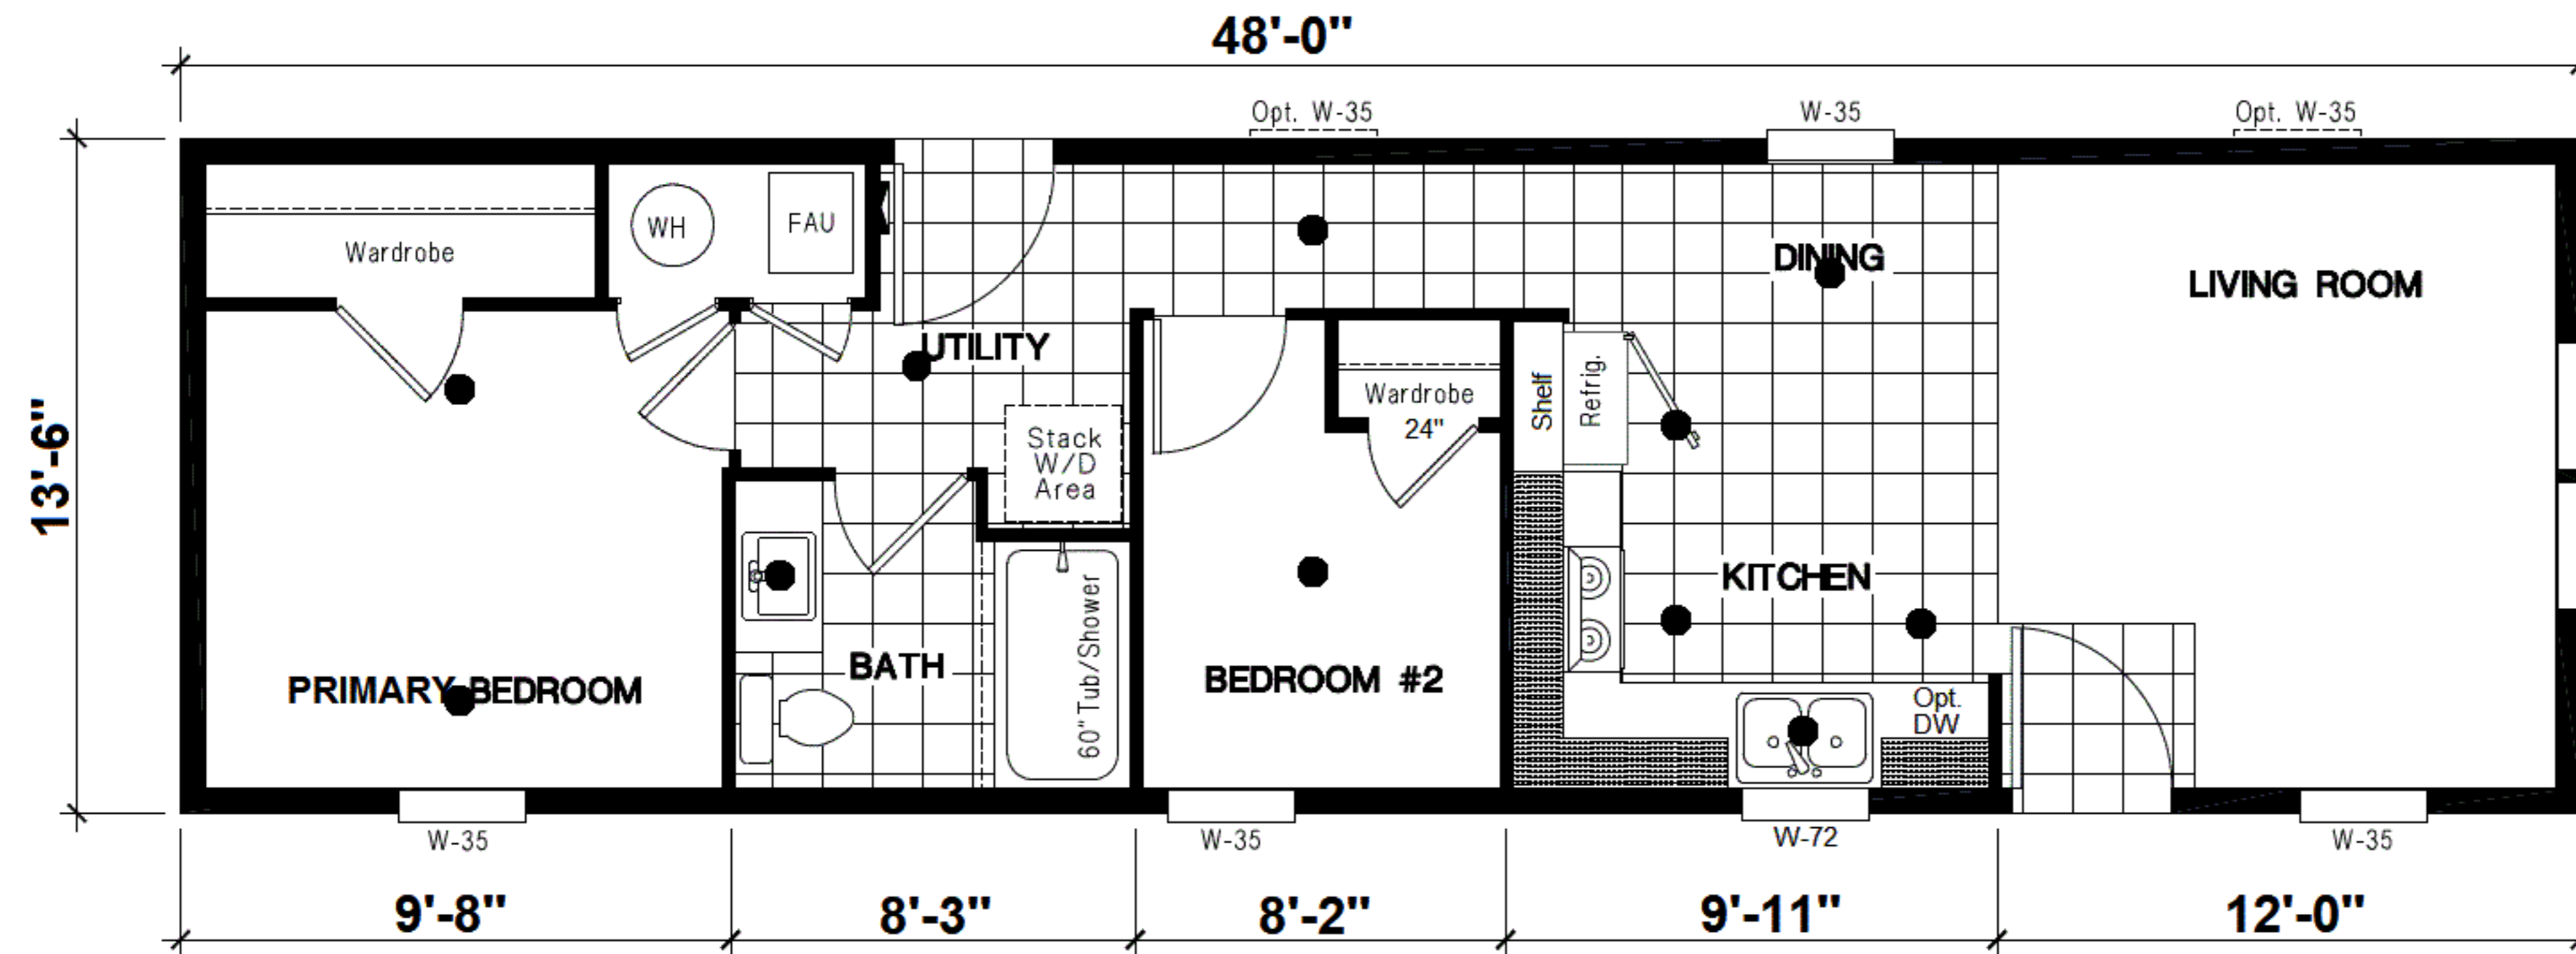 48'-0"
Opt. W-35
W-35
Opt. W-35
13'-6"
Wardrobe
WH
FAU
DINING
LIVING ROOM
UTILITY
Stack
W/D
Area
Wardrobe
24"
Shelf
Refrig.
KITCHEN
PRIMARY BEDROOM
BATH
60" Tub/Shower
BEDROOM #2
Opt.
DW
W-35
W-35
W-72
W-35
9'-8"
8'-3"
8'-2"
9'-11"
12'-0"